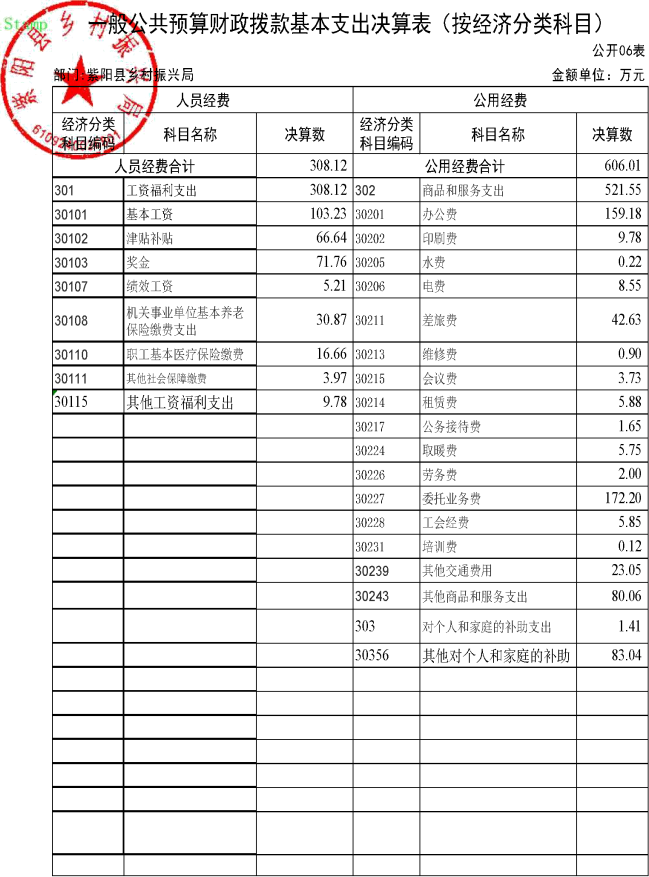 Stamp
一般公共预算财政拨款基本支出决算表（按经济分类科目）
公开06表
部门:紫阳县乡村振兴局 金额单位：万元
紫阳县乡村振兴局
人员经费 公用经费
经济分类科目编码 科目名称 决算数 经济分类科目编码 科目名称 决算数
人员经费合计 308.12 公用经费合计 606.01
301 工资福利支出 308.12 302 商品和服务支出 521.55
30101 基本工资 103.23 30201 办公费 159.18
30102 津贴补贴 66.64 30202 印刷费 9.78
30103 奖金 71.76 30205 水费 0.22
30107 绩效工资 5.21 30206 电费 8.55
30108 机关事业单位基本养老保险缴费支出 30.87 30211 差旅费 42.63
30110 职工基本医疗保险缴费 16.66 30213 维修费 0.90
30111 其他社会保障缴费 3.97 30215 会议费 3.73
30115 其他工资福利支出 9.78 30214 租赁费 5.88
30217 公务接待费 1.65
30224 取暖费 5.75
30226 劳务费 2.00
30227 委托业务费 172.20
30228 工会经费 5.85
30231 培训费 0.12
30239 其他交通费用 23.05
30243 其他商品和服务支出 80.06
303 对个人和家庭的补助支出 1.41
30356 其他对个人和家庭的补助 83.04